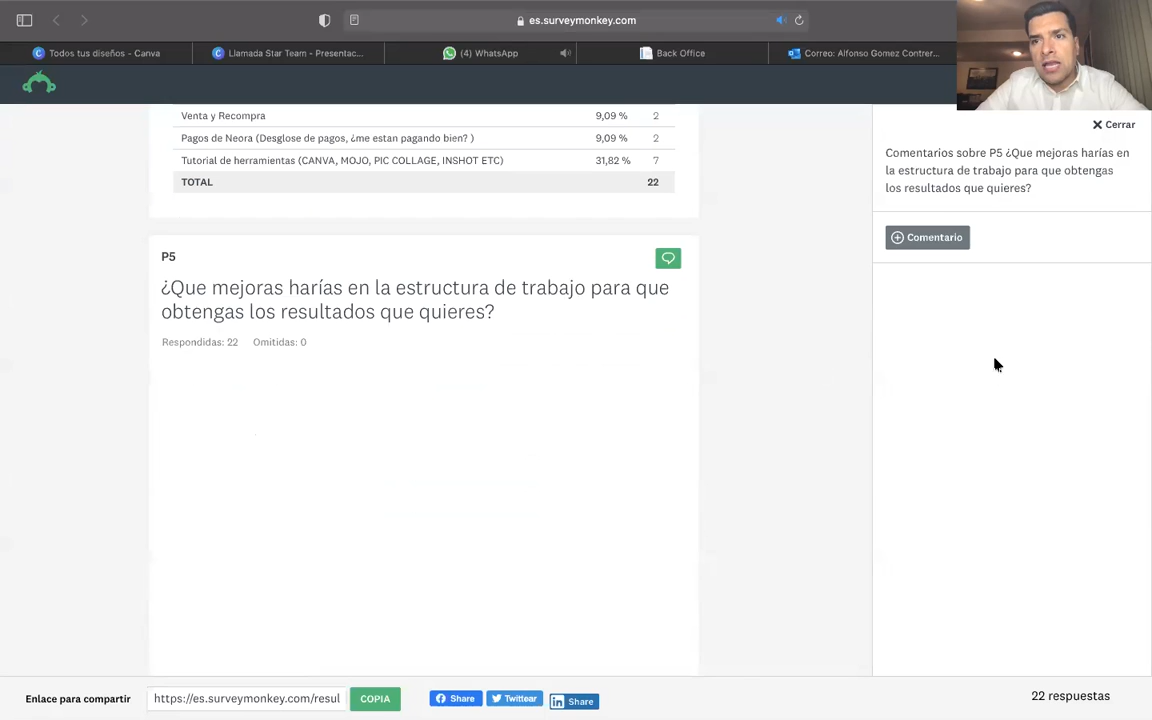 es.surveymonkey.com
Todos tus diseños - Canva
Llamada Star Team - Presentac...
(4) WhatsApp
Back Office
Correo: Alfonso Gomez Contrer...
Venta y Recompra 9,09 % 2
Pagos de Neora (Desglose de pagos, ¿me estan pagando bien? ) 9,09 % 2
Tutorial de herramientas (CANVA, MOJO, PIC COLLAGE, INSHOT ETC) 31,82 % 7
TOTAL 22
P5
¿Que mejoras harías en la estructura de trabajo para que
obtengas los resultados que quieres?
Respondidas: 22 Omitidas: 0
Cerrar
Comentarios sobre P5 ¿Que mejoras harías en
la estructura de trabajo para que obtengas
los resultados que quieres?
Comentario
Enlace para compartir
https://es.surveymonkey.com/resul
COPIA
Share
Twittear
Share
22 respuestas